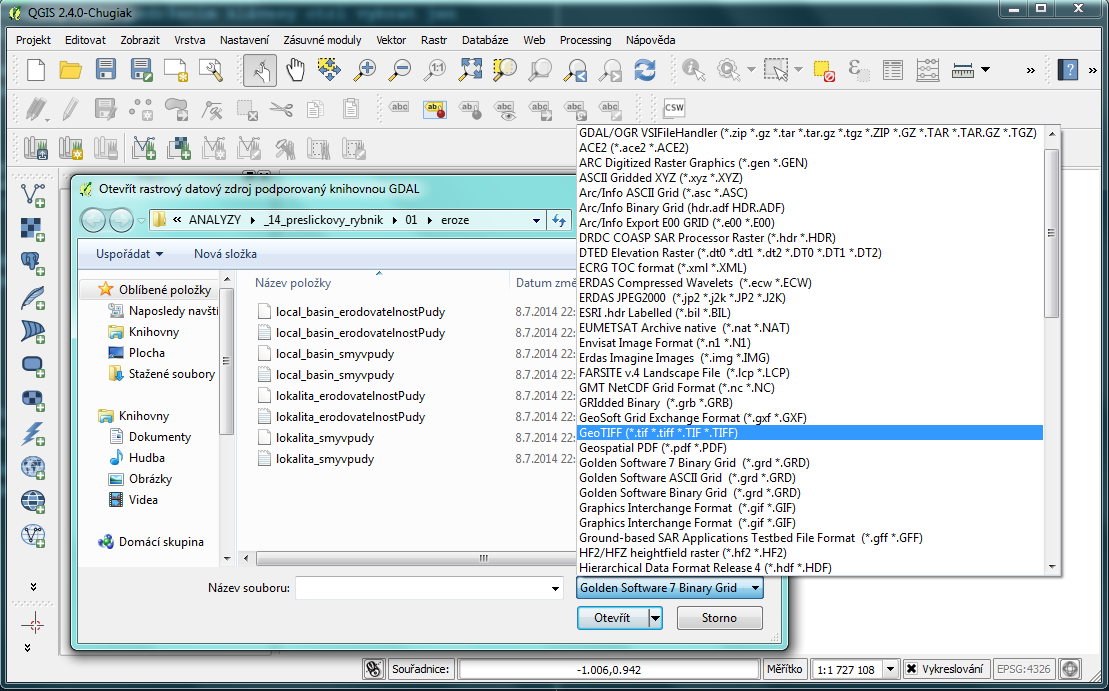 QGIS 2.4.0-Chugiak
Projekt Editovat Zobrazit Vrstva Nastavení Zásuvné moduly Vektor Rastr Databáze Web Processing Nápověda
abc abc abc abc abc abc abc CSW
Otevřít rastrový datový zdroj podporovaný knihovnou GDAL
« ANALYZY ▸ _14_preslickovy_rybnik ▸ 01 ▸ eroze
Uspořádat Nová složka
Oblíbené položky
Naposledy navšti
Knihovny
Plocha
Stažené soubory
Knihovny
Dokumenty
Hudba
Obrázky
Videa
Domácí skupina
Název položky Datum změ
local_basin_erodovatelnostPudy 8.7.2014 22:
local_basin_erodovatelnostPudy 8.7.2014 22:
local_basin_smyvpudy 8.7.2014 22:
local_basin_smyvpudy 8.7.2014 22:
lokalita_erodovatelnostPudy 8.7.2014 22:
lokalita_erodovatelnostPudy 8.7.2014 22:
lokalita_smyvpudy 8.7.2014 22:
lokalita_smyvpudy 8.7.2014 22:
GDAL/OGR VSIFileHandler (*.zip *.gz *.tar *.tar.gz *.tgz *.ZIP *.GZ *.TAR *.TAR.GZ *.TGZ)
ACE2 (*.ace2 *.ACE2)
ARC Digitized Raster Graphics (*.gen *.GEN)
ASCII Gridded XYZ (*.xyz *.XYZ)
Arc/Info ASCII Grid (*.asc *.ASC)
Arc/Info Binary Grid (hdr.adf HDR.ADF)
Arc/Info Export E00 GRID (*.e00 *.E00)
DRDC COASP SAR Processor Raster (*.hdr *.HDR)
DTED Elevation Raster (*.dt0 *.dt1 *.dt2 *.DT0 *.DT1 *.DT2)
ECRG TOC format (*.xml *.XML)
ERDAS Compressed Wavelets (*.ecw *.ECW)
ERDAS JPEG2000 (*.jp2 *.j2k *.JP2 *.J2K)
ESRI .hdr Labelled (*.bil *.BIL)
EUMETSAT Archive native (*.nat *.NAT)
Envisat Image Format (*.n1 *.N1)
Erdas Imagine Images (*.img *.IMG)
FARSITE v.4 Landscape File (*.lcp *.LCP)
GMT NetCDF Grid Format (*.nc *.NC)
GRIdded Binary (*.grb *.GRB)
GeoSoft Grid Exchange Format (*.gxf *.GXF)
GeoTIFF (*.tif *.tiff *.TIF *.TIFF)
Geospatial PDF (*.pdf *.PDF)
Golden Software 7 Binary Grid (*.grd *.GRD)
Golden Software ASCII Grid (*.grd *.GRD)
Golden Software Binary Grid (*.grd *.GRD)
Graphics Interchange Format (*.gif *.GIF)
Graphics Interchange Format (*.gif *.GIF)
Ground-based SAR Applications Testbed File Format (*.gff *.GFF)
HF2/HFZ heightfield raster (*.hf2 *.HF2)
Hierarchical Data Format Release 4 (*.hdf *.HDF)
Název souboru: Golden Software 7 Binary Grid
Otevřít Storno
Souřadnice: -1.006,0.942 Měřítko 1:1 727 108 Vykreslování EPSG:4326